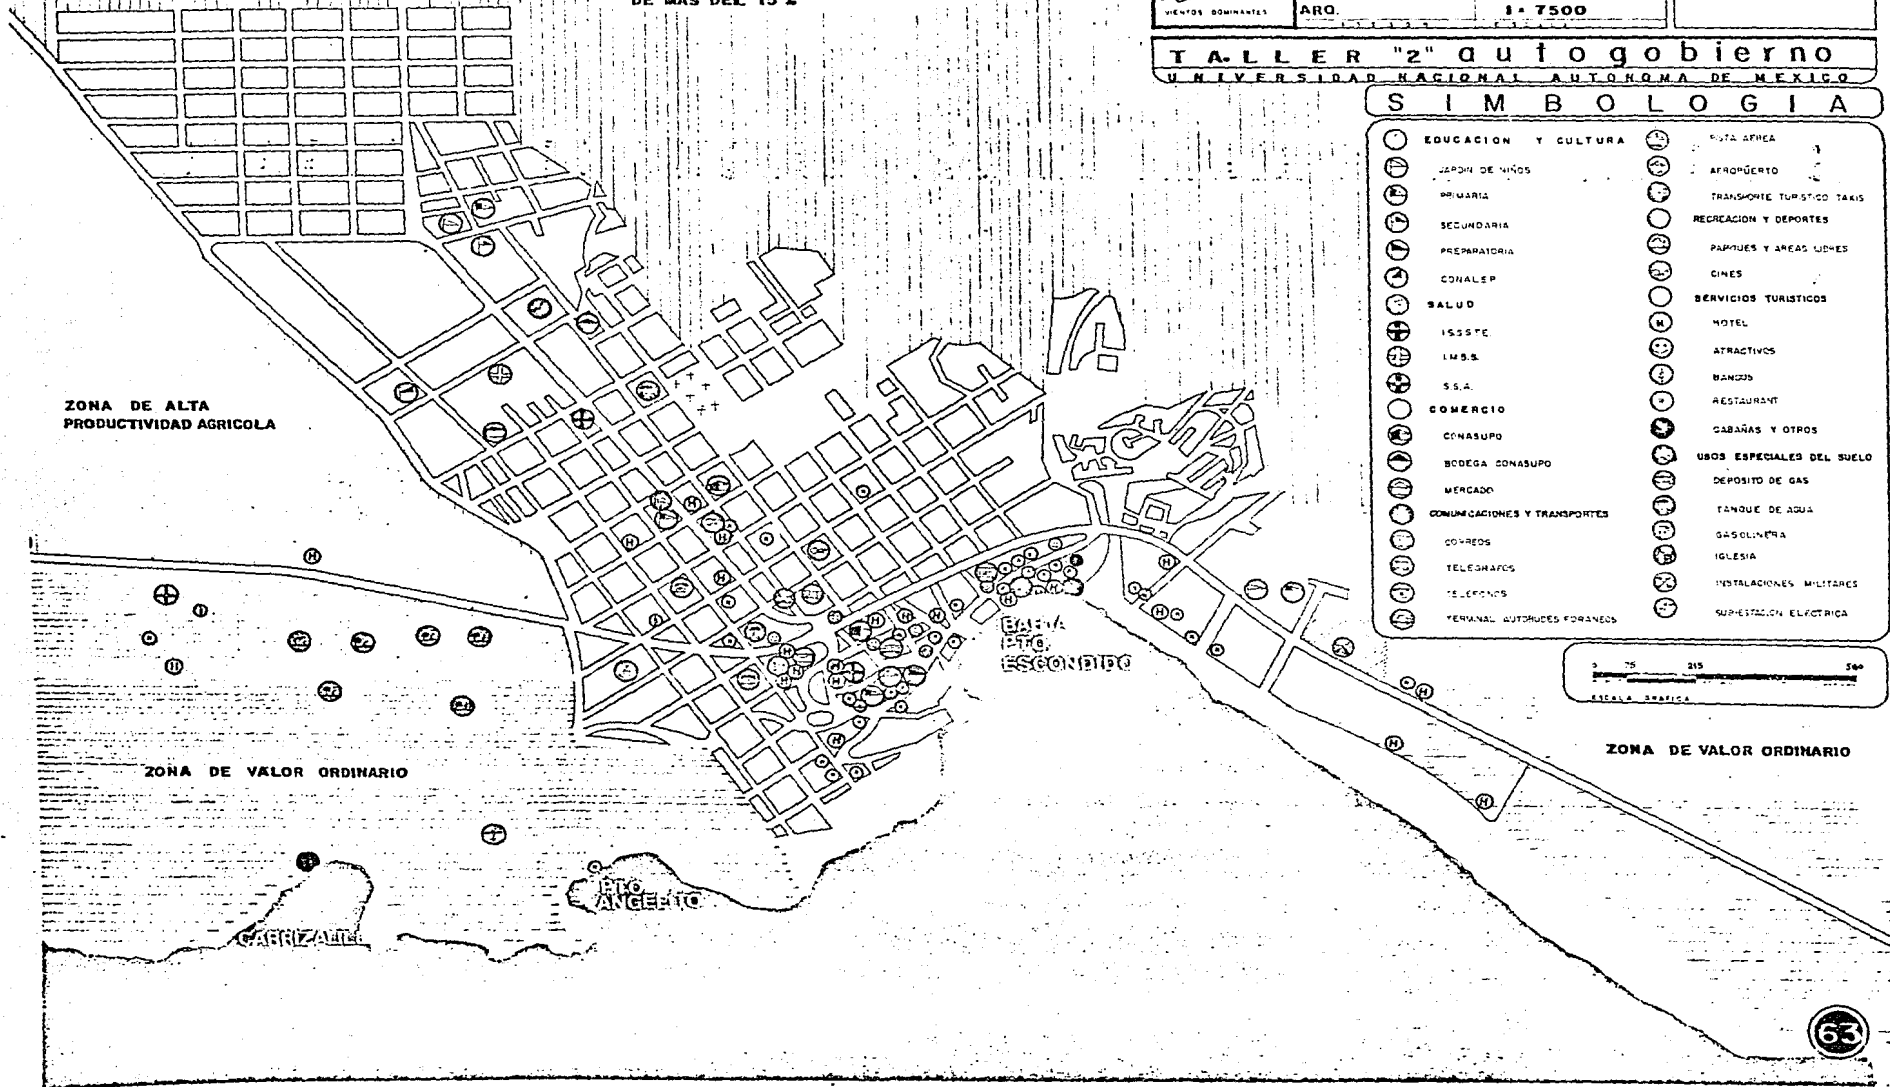 DE MAS DEL 15%
VIENTOS DOMINANTES
ARQ.
1 = 7500
TALLER "2" autogobierno
UNIVERSIDAD NACIONAL AUTONOMA DE MEXICO
SIMBOLOGIA
EDUCACION Y CULTURA
JARDIN DE NIÑOS
PRIMARIA
SECUNDARIA
PREPARATORIA
CONALEP
SALUD
ISSSTE.
I.M.S.S.
S.S.A.
COMERCIO
CONASUPO
BODEGA CONASUPO
MERCADO
COMUNICACIONES Y TRANSPORTES
CORREOS
TELEGRAFOS
TELEFONOS
TERMINAL AUTOBUSES FORANEOS
PISTA AEREA
AEROPUERTO
TRANSPORTE TURISTICO TAXIS
RECREACION Y DEPORTES
PARQUES Y AREAS LIBRES
CINES
SERVICIOS TURISTICOS
HOTEL
ATRACTIVOS
BANCOS
RESTAURANT
CABAÑAS Y OTROS
USOS ESPECIALES DEL SUELO
DEPOSITO DE GAS
TANQUE DE AGUA
GASOLINERA
IGLESIA
INSTALACIONES MILITARES
SUBESTACION ELECTRICA
0 75 215
ESCALA GRAFICA
ZONA DE ALTA
PRODUCTIVIDAD AGRICOLA
BAHIA
PTO.
ESCONDIDO
ZONA DE VALOR ORDINARIO
ZONA DE VALOR ORDINARIO
PTO.
ANGELITO
CARRIZALILLO
63